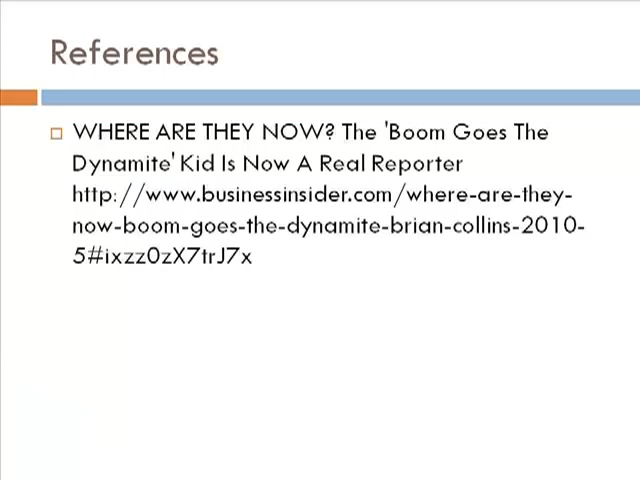 References
WHERE ARE THEY NOW? The 'Boom Goes The
Dynamite' Kid Is Now A Real Reporter
http://www.businessinsider.com/where-are-they-
now-boom-goes-the-dynamite-brian-collins-2010-
5#ixzz0zX7trJ7x